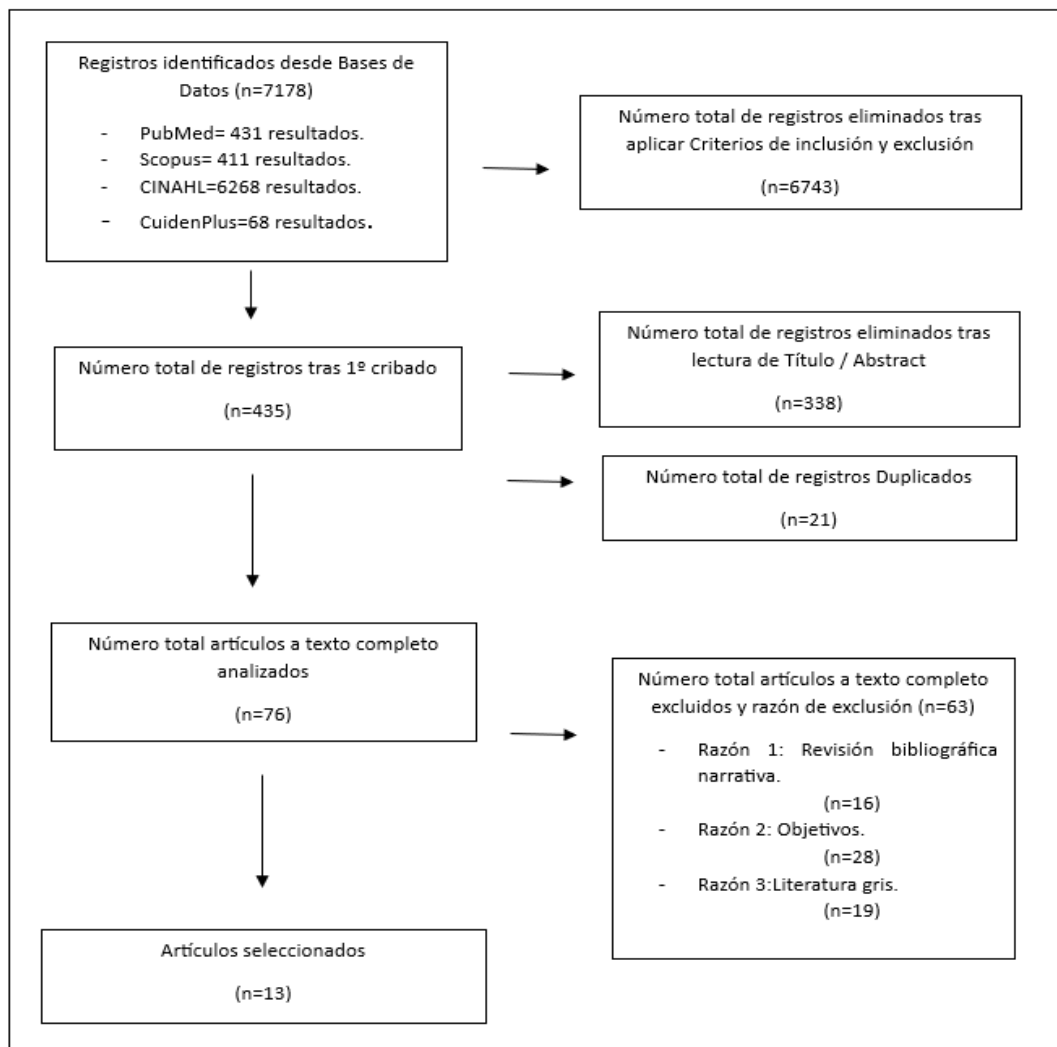 Registros identificados desde Bases de
Datos (n=7178)
- PubMed= 431 resultados.
- Scopus= 411 resultados.
- CINAHL=6268 resultados.
- CuidenPlus=68 resultados.
Número total de registros eliminados tras
aplicar Criterios de inclusión y exclusión
(n=6743)
Número total de registros tras 1º cribado
(n=435)
Número total de registros eliminados tras
lectura de Título / Abstract
(n=338)
Número total de registros Duplicados
(n=21)
Número total artículos a texto completo
analizados
(n=76)
Número total artículos a texto completo
excluidos y razón de exclusión (n=63)
- Razón 1: Revisión bibliográfica
narrativa.
(n=16)
- Razón 2: Objetivos.
(n=28)
- Razón 3:Literatura gris.
(n=19)
Artículos seleccionados
(n=13)